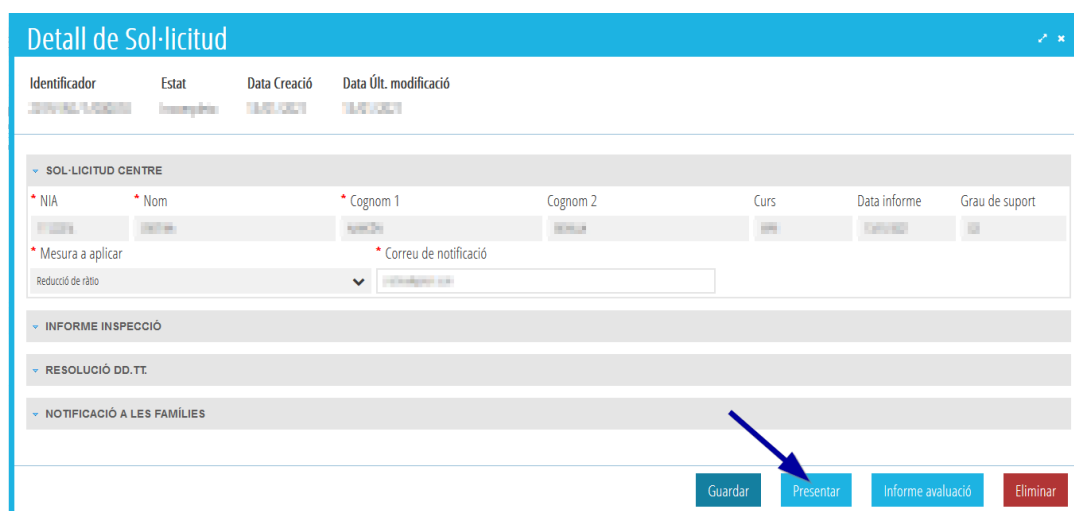 Detall de Sol·licitud
Identificador Estat Data Creació Data Últ. modificació
SOL·LICITUD CENTRE
* NIA * Nom * Cognom 1 Cognom 2 Curs Data informe Grau de suport
* Mesura a aplicar * Correu de notificació
Reducció de ràtio
INFORME INSPECCIÓ
RESOLUCIÓ DD.TT.
NOTIFICACIÓ A LES FAMÍLIES
Guardar Presentar Informe avaluació Eliminar